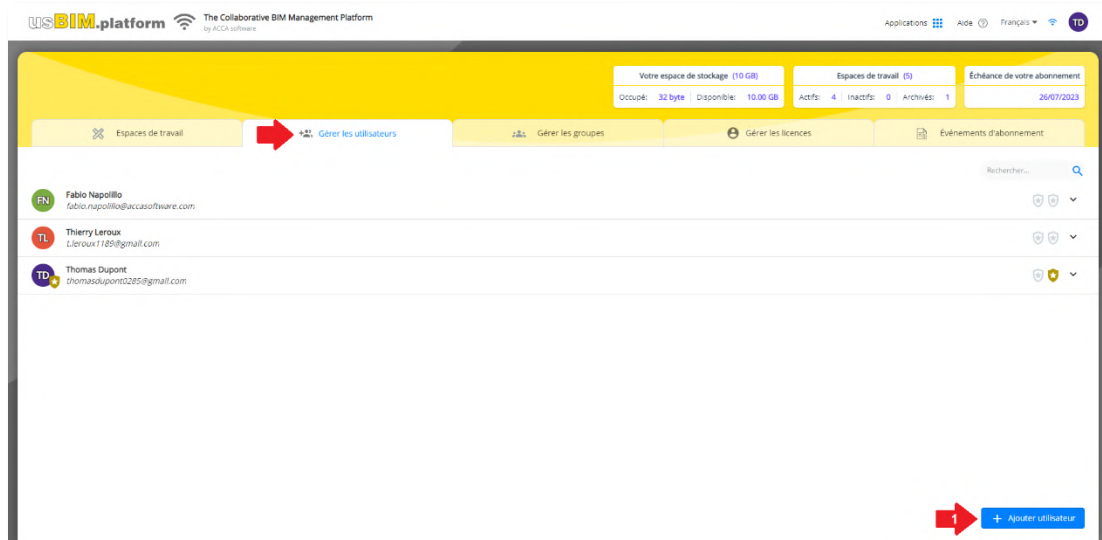 usBIM.platform
The Collaborative BIM Management Platform
by ACCA software
Applications Aide Français TD
Votre espace de stockage (10 GB) Espaces de travail (5) Échéance de votre abonnement
Occupé: 32 byte Disponible: 10.00 GB Actifs: 4 Inactifs: 0 Archivés: 1 26/07/2023
Espaces de travail Gérer les utilisateurs Gérer les groupes Gérer les licences Événements d'abonnement
Rechercher...
FN Fabio Napolillo
fabio.napolillo@accasoftware.com
TL Thierry Leroux
t.leroux1189@gmail.com
TD Thomas Dupont
thomasdupont0285@gmail.com
1 + Ajouter utilisateur